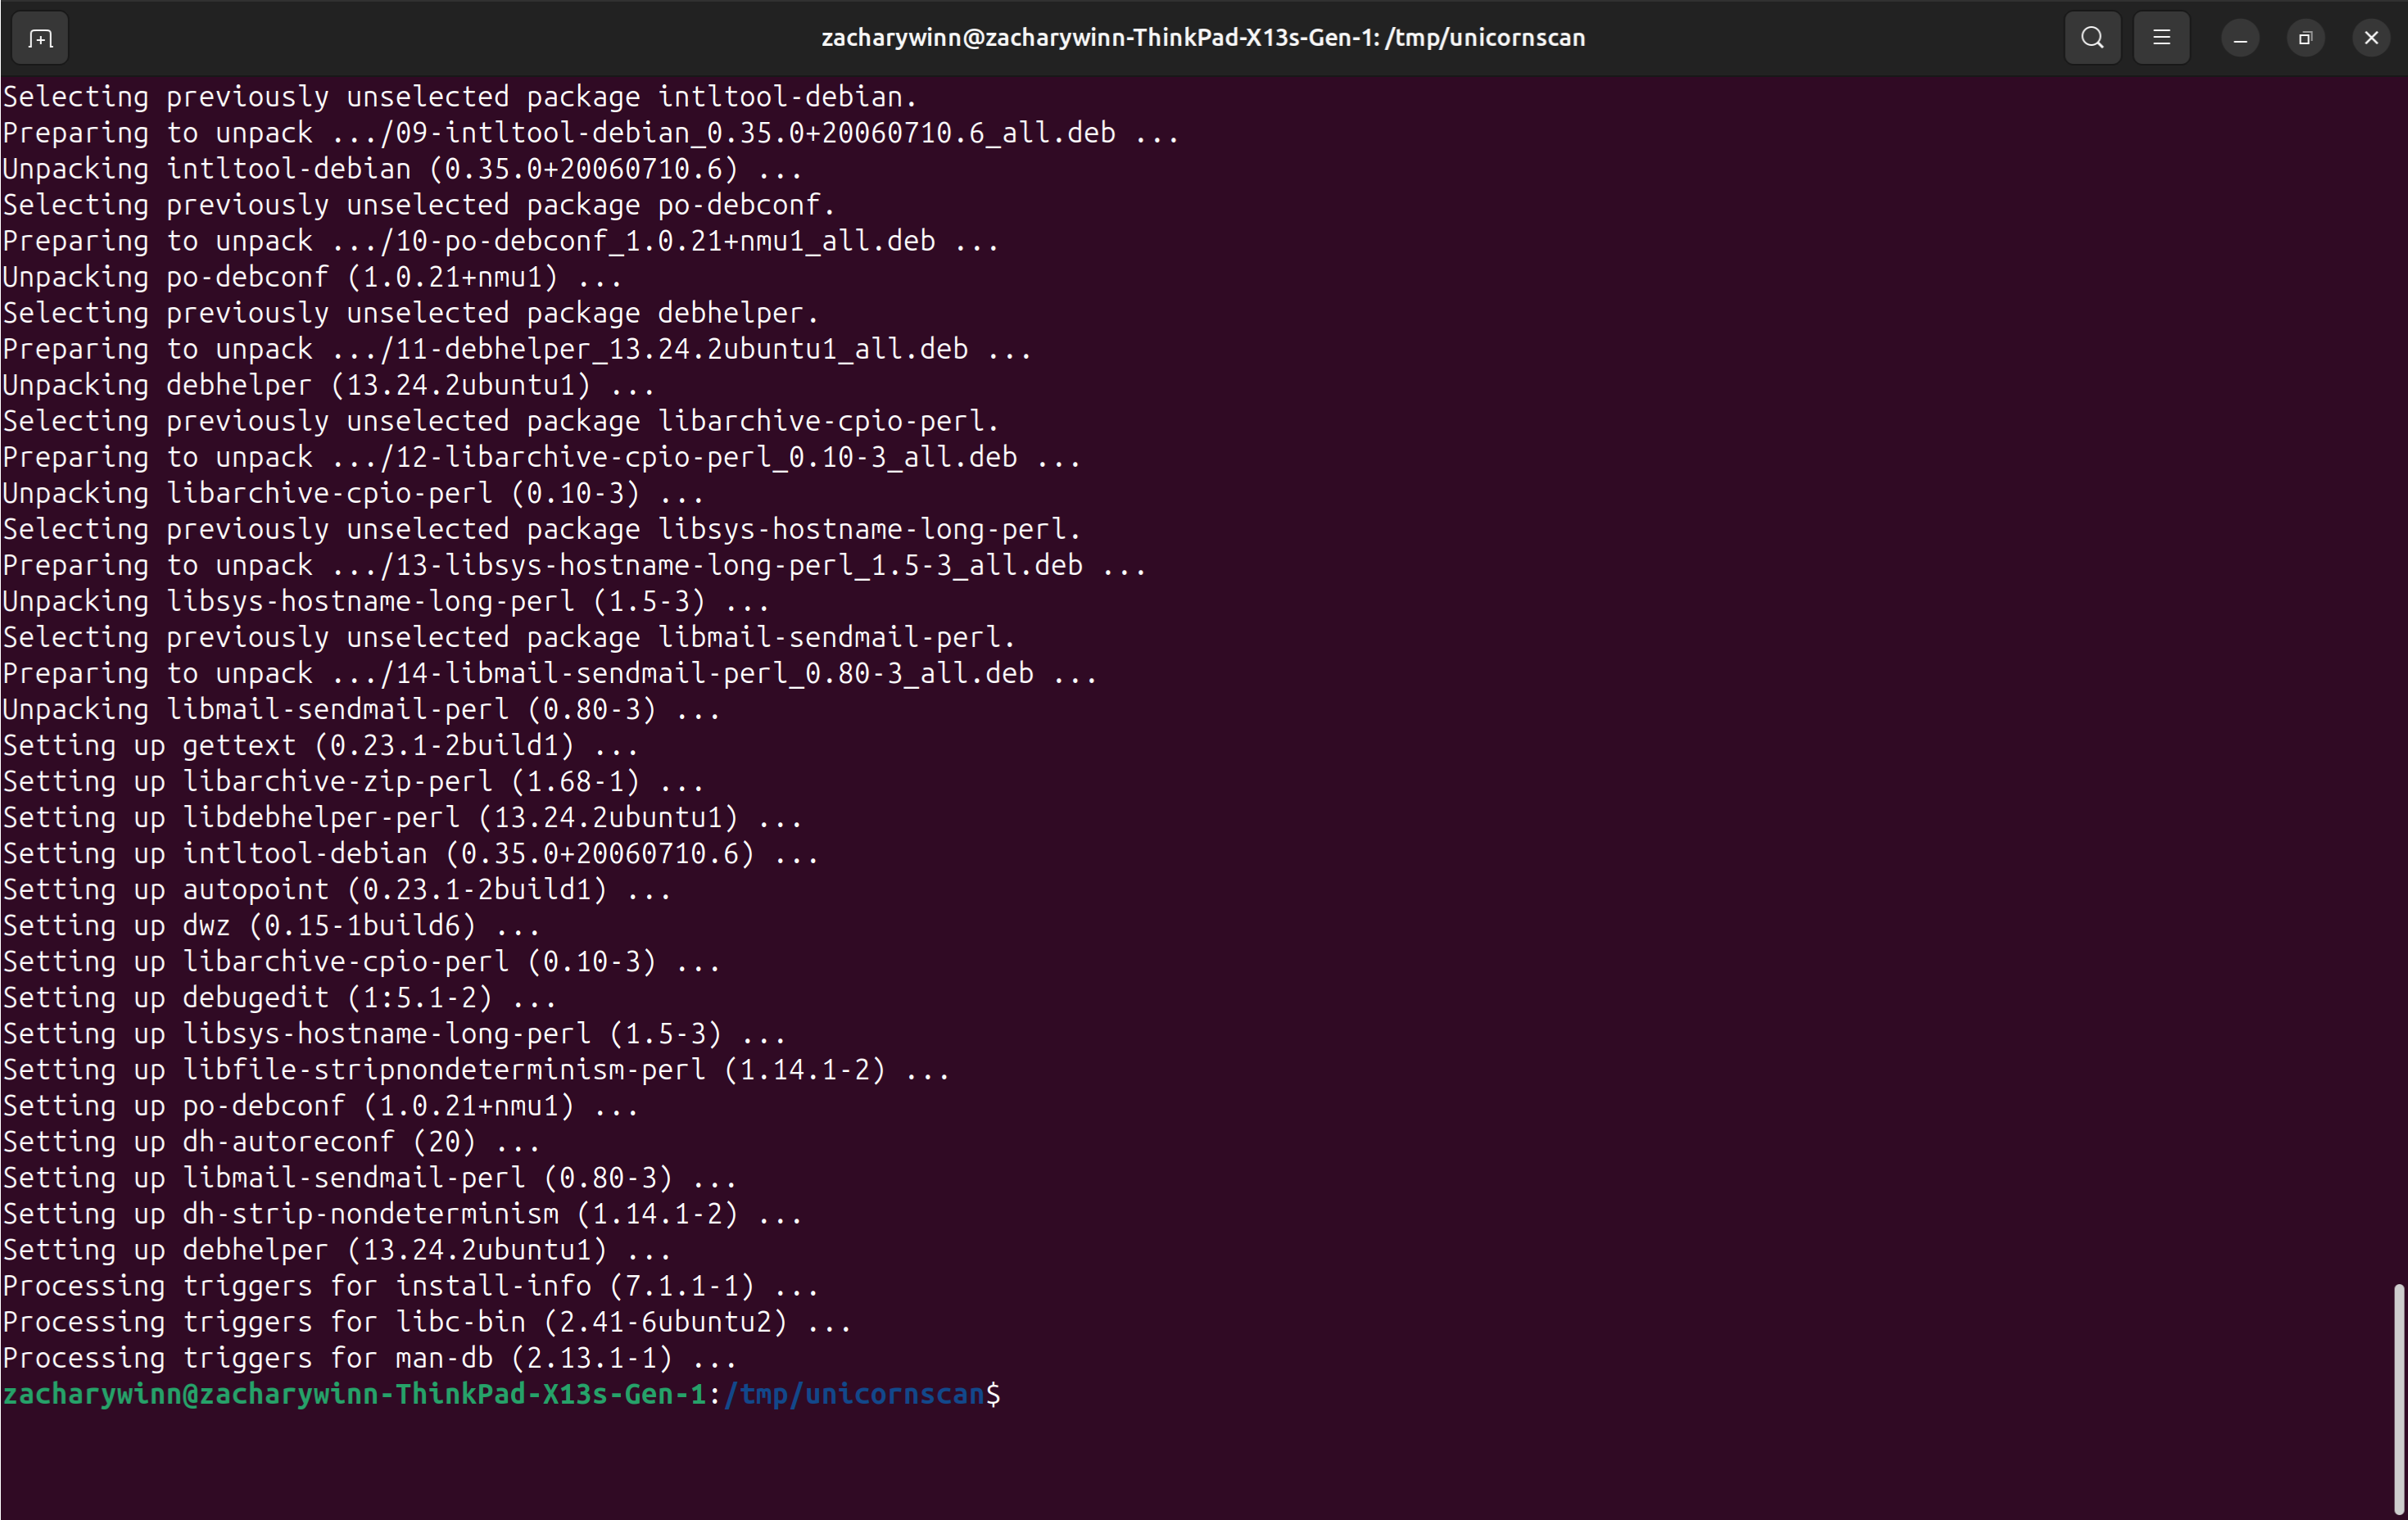 zacharywinn@zacharywinn-ThinkPad-X13s-Gen-1: /tmp/unicornscan
Selecting previously unselected package intltool-debian.
Preparing to unpack .../09-intltool-debian_0.35.0+20060710.6_all.deb ...
Unpacking intltool-debian (0.35.0+20060710.6) ...
Selecting previously unselected package po-debconf.
Preparing to unpack .../10-po-debconf_1.0.21+nmu1_all.deb ...
Unpacking po-debconf (1.0.21+nmu1) ...
Selecting previously unselected package debhelper.
Preparing to unpack .../11-debhelper_13.24.2ubuntu1_all.deb ...
Unpacking debhelper (13.24.2ubuntu1) ...
Selecting previously unselected package libarchive-cpio-perl.
Preparing to unpack .../12-libarchive-cpio-perl_0.10-3_all.deb ...
Unpacking libarchive-cpio-perl (0.10-3) ...
Selecting previously unselected package libsys-hostname-long-perl.
Preparing to unpack .../13-libsys-hostname-long-perl_1.5-3_all.deb ...
Unpacking libsys-hostname-long-perl (1.5-3) ...
Selecting previously unselected package libmail-sendmail-perl.
Preparing to unpack .../14-libmail-sendmail-perl_0.80-3_all.deb ...
Unpacking libmail-sendmail-perl (0.80-3) ...
Setting up gettext (0.23.1-2build1) ...
Setting up libarchive-zip-perl (1.68-1) ...
Setting up libdebhelper-perl (13.24.2ubuntu1) ...
Setting up intltool-debian (0.35.0+20060710.6) ...
Setting up autopoint (0.23.1-2build1) ...
Setting up dwz (0.15-1build6) ...
Setting up libarchive-cpio-perl (0.10-3) ...
Setting up debugedit (1:5.1-2) ...
Setting up libsys-hostname-long-perl (1.5-3) ...
Setting up libfile-stripnondeterminism-perl (1.14.1-2) ...
Setting up po-debconf (1.0.21+nmu1) ...
Setting up dh-autoreconf (20) ...
Setting up libmail-sendmail-perl (0.80-3) ...
Setting up dh-strip-nondeterminism (1.14.1-2) ...
Setting up debhelper (13.24.2ubuntu1) ...
Processing triggers for install-info (7.1.1-1) ...
Processing triggers for libc-bin (2.41-6ubuntu2) ...
Processing triggers for man-db (2.13.1-1) ...
zacharywinn@zacharywinn-ThinkPad-X13s-Gen-1:/tmp/unicornscan$